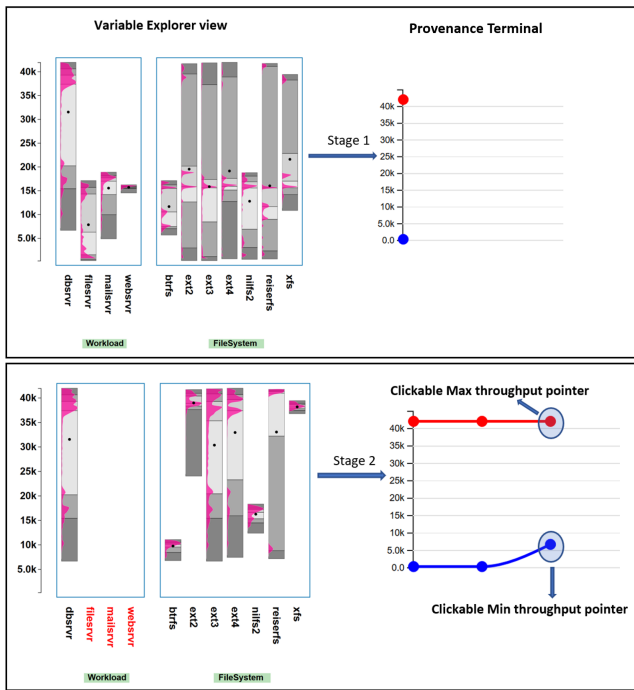 Variable Explorer view
Provenance Terminal
40k
35k
30k
25k
20k
15k
10k
5.0k
dbsrvr
filesrvr
mailsrvr
websrvr
btrfs
ext2
ext3
ext4
nilfs2
reiserfs
xfs
Workload
FileSystem
Stage 1
40k
35k
30k
25k
20k
15k
10k
5.0k
0.0
40k
35k
30k
25k
20k
15k
10k
5.0k
dbsrvr
filesrvr
mailsrvr
websrvr
btrfs
ext2
ext3
ext4
nilfs2
reiserfs
xfs
Workload
FileSystem
Stage 2
Clickable Max throughput pointer
40k
35k
30k
25k
20k
15k
10k
5.0k
0.0
Clickable Min throughput pointer